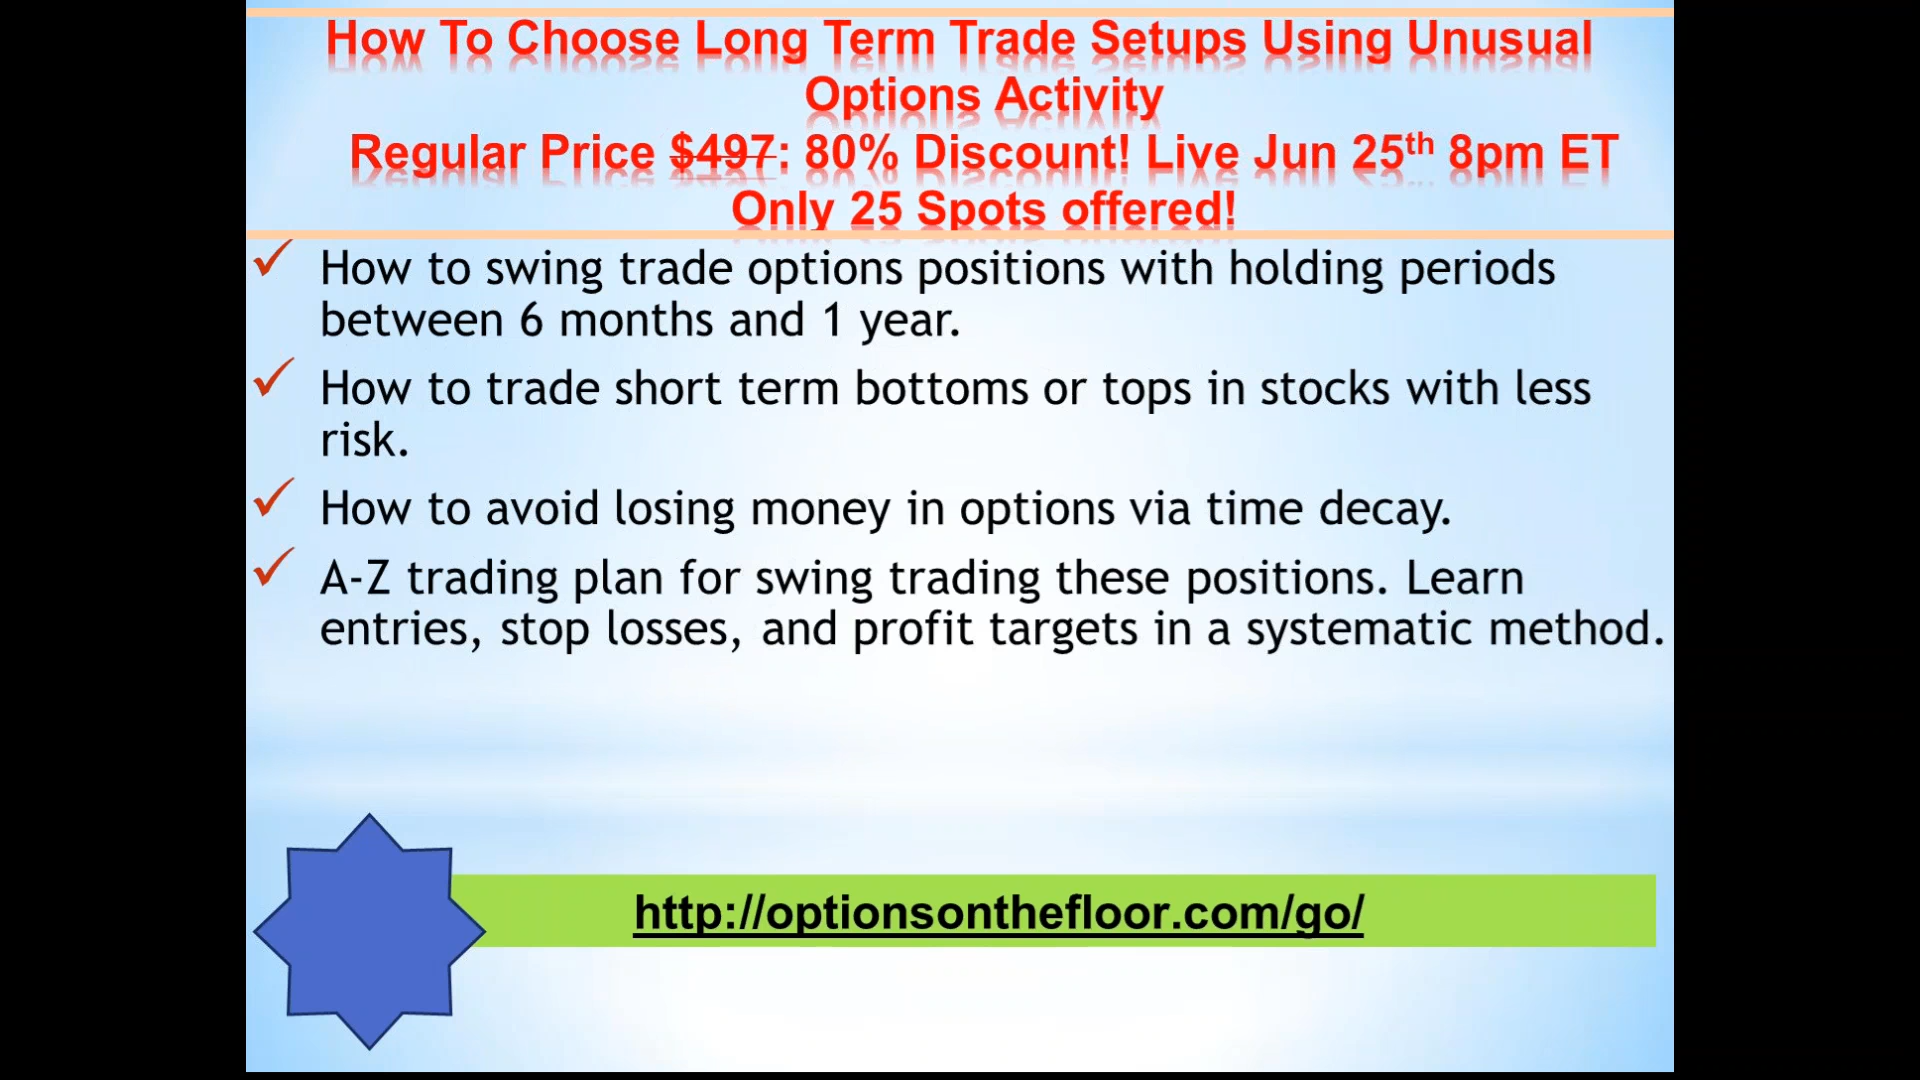 How To Choose Long Term Trade Setups Using Unusual
Options Activity
Regular Price $497: 80% Discount! Live Jun 25th 8pm ET
Only 25 Spots offered!
How to swing trade options positions with holding periods
between 6 months and 1 year.
How to trade short term bottoms or tops in stocks with less
risk.
How to avoid losing money in options via time decay.
A-Z trading plan for swing trading these positions. Learn
entries, stop losses, and profit targets in a systematic method.
http://optionsonthefloor.com/go/